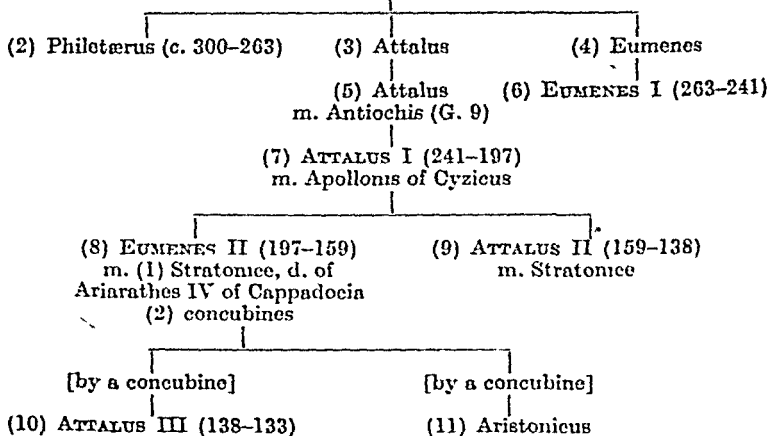 (2) Philetærus (c. 300–263) (3) Attalus (4) Eumenes
(5) Attalus (6) EUMENES I (263–241)
m. Antiochis (G. 9)
(7) ATTALUS I (241–197)
m. Apollonis of Cyzicus
(8) EUMENES II (197–159) (9) ATTALUS II (159–138)
m. (1) Stratonice, d. of m. Stratonice
Ariarathes IV of Cappadocia
(2) concubines
[by a concubine] [by a concubine]
(10) ATTALUS III (138–133) (11) Aristonicus